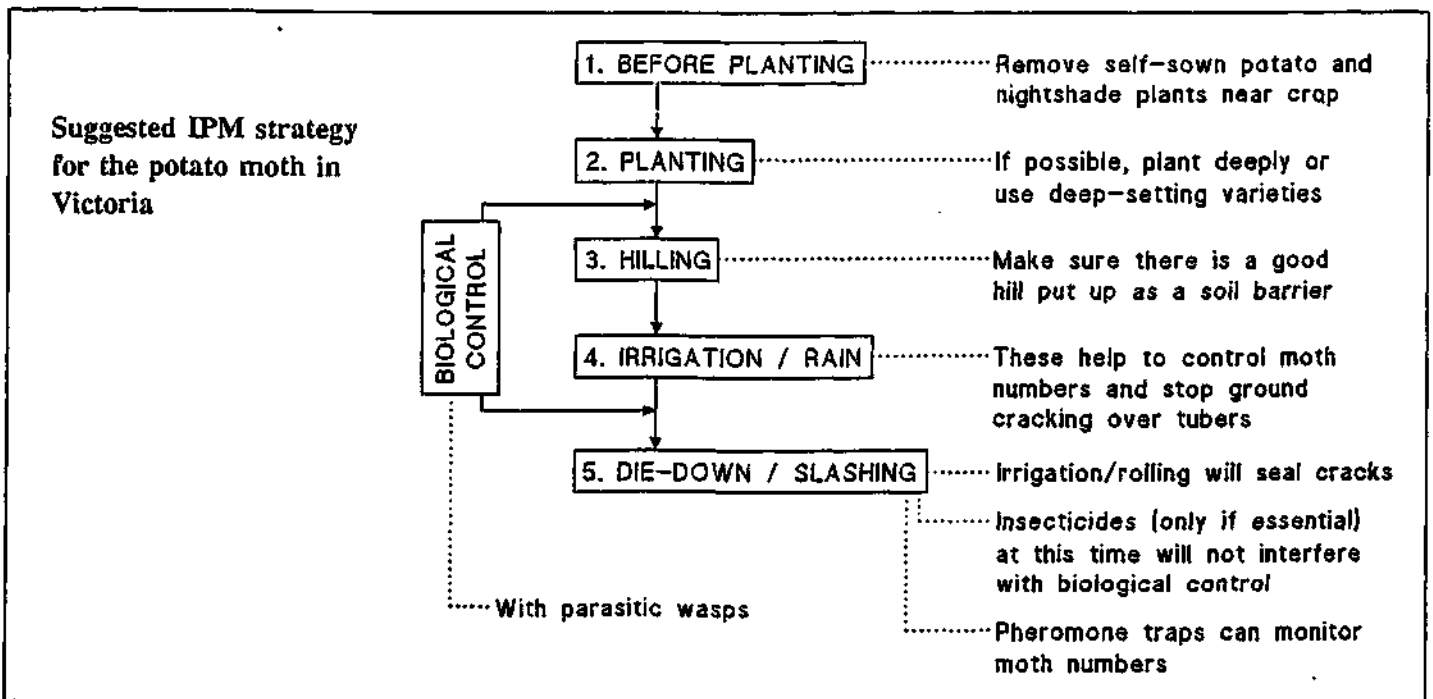 Suggested IPM strategy
for the potato moth in
Victoria
1. BEFORE PLANTING
Remove self-sown potato and
nightshade plants near crop
2. PLANTING
If possible, plant deeply or
use deep-setting varieties
BIOLOGICAL
CONTROL
3. HILLING
Make sure there is a good
hill put up as a soil barrier
4. IRRIGATION / RAIN
These help to control moth
numbers and stop ground
cracking over tubers
5. DIE-DOWN / SLASHING
Irrigation/rolling will seal cracks
Insecticides (only if essential)
at this time will not interfere
with biological control
With parasitic wasps
Pheromone traps can monitor
moth numbers